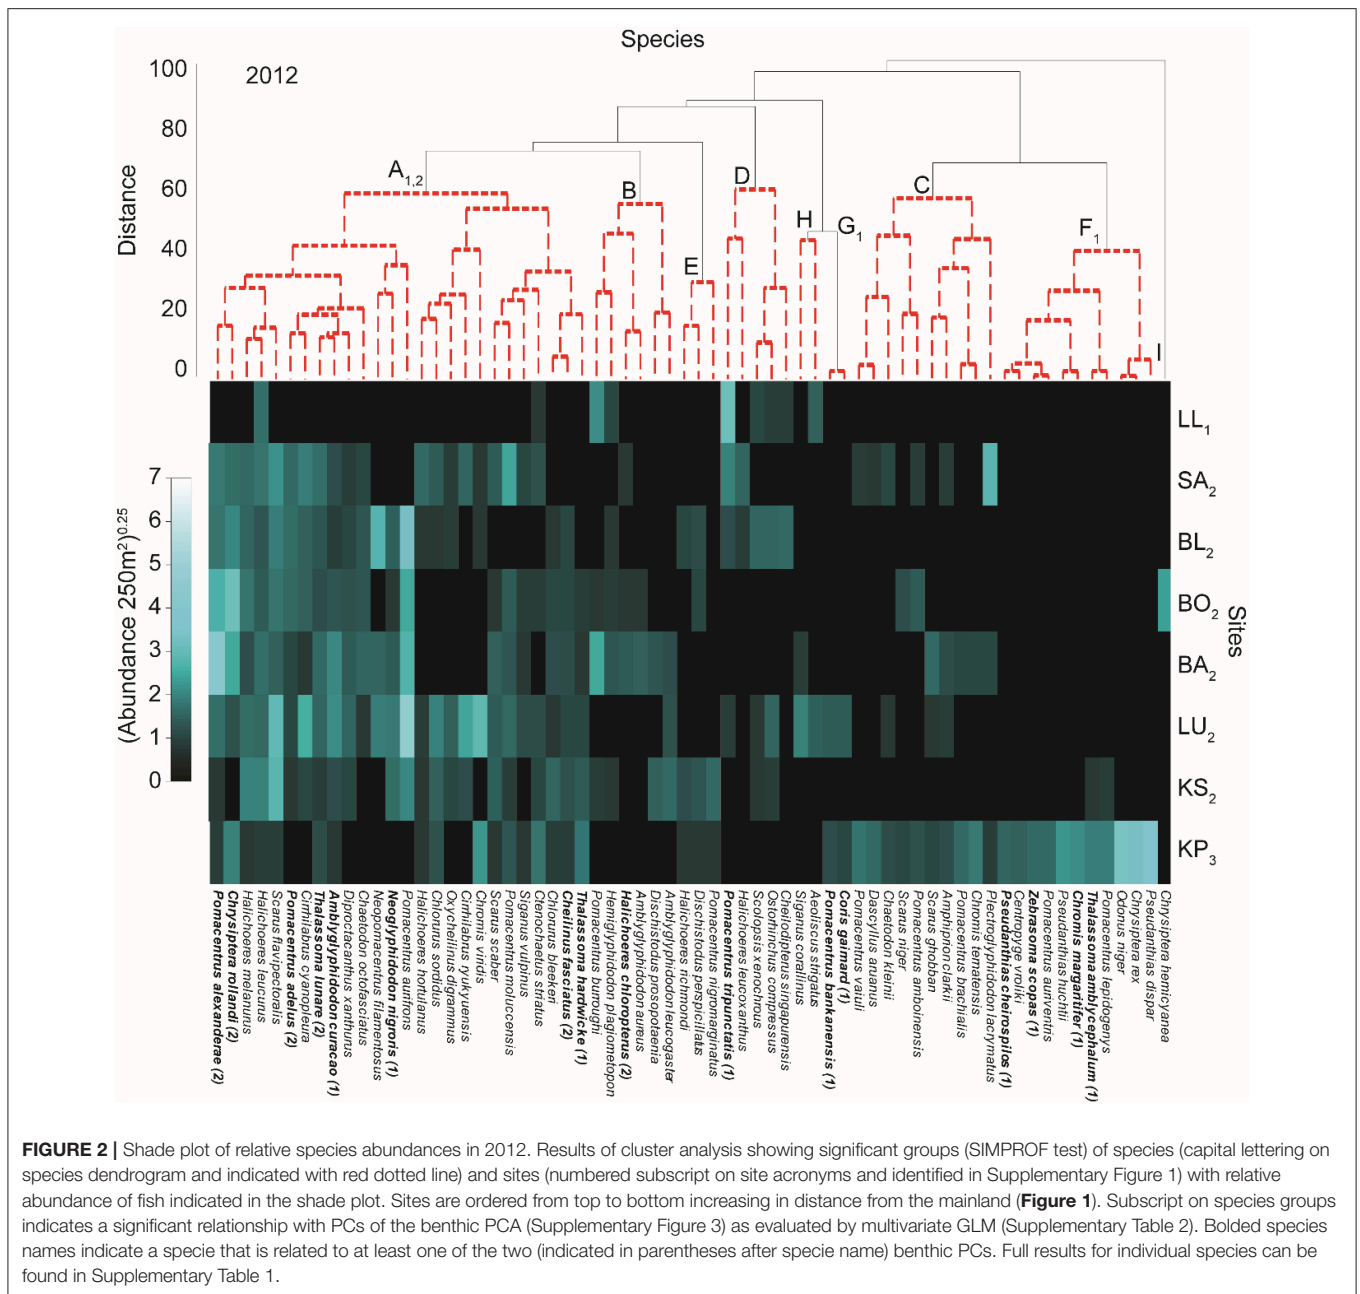 Species
2012
Distance
100
80
60
40
20
0
A1,2
B
E
D
H
G1
C
F1
I
(Abundance 250m²)^0.25
7
6
5
4
3
2
1
0
LL1
SA2
BL2
BO2
BA2
LU2
KS2
KP3
Sites
Pomacentrus alexanderae (2)
Chrysiptera rollandi (2)
Halichoeres melanurus
Halichoeres leucurus
Scarus flavipectoralis
Pomacentrus adelus (2)
Cirrhilabrus cyanopleura
Thalassoma lunare (2)
Amblyglyphidodon curacao (1)
Diproctacanthus xanthurus
Chaetodon octofasciatus
Neopomacentrus filamentosus
Neoglyphidodon nigroris (1)
Pomacentrus aurifrons
Halichoeres hortulanus
Chlorurus sordidus
Oxycheilinus digrammus
Cirrhilabrus ryukyuensis
Chromis viridis
Scarus scaber
Pomacentrus moluccensis
Siganus vulpinus
Ctenochaetus striatus
Chlorurus bleekeri
Cheilinus fasciatus (2)
Thalassoma hardwicke (1)
Pomacentrus burroughi
Hemiglyphidodon plagiometopon
Halichoeres chloropterus (2)
Amblyglyphidodon aureus
Dischistodus prosopotaenia
Amblyglyphidodon leucogaster
Halichoeres richmondi
Dischistodus perspicillatus
Pomacentrus nigromarginatus
Pomacentrus tripunctatis (1)
Halichoeres leucoxanthus
Scolopsis xenochrous
Ostorhinchus compressus
Cheilodipterus singapurensis
Siganus corallinus
Aeoliscus strigatus
Pomacentrus bankanensis (1)
Coris gaimard (1)
Pomacentrus vaiuli
Dascyllus aruanus
Chaetodon kleinii
Scarus niger
Pomacentrus amboinensis
Scarus ghobban
Amphiprion clarkii
Pomacentrus brachialis
Chromis ternatensis
Plectroglyphidodon lacrymatus
Pseudanthias cheirospilos (1)
Centropyge vroliki
Zebrasoma scopas (1)
Pomacentrus auriventris
Pseudanthias huchtii
Chromis margaritifer (1)
Thalassoma amblycephalum (1)
Pomacentrus lepidogenys
Odonus niger
Chrysiptera rex
Pseudanthias dispar
Chrysiptera hemicyanea
FIGURE 2 | Shade plot of relative species abundances in 2012. Results of cluster analysis showing significant groups (SIMPROF test) of species (capital lettering on
species dendrogram and indicated with red dotted line) and sites (numbered subscript on site acronyms and identified in Supplementary Figure 1) with relative
abundance of fish indicated in the shade plot. Sites are ordered from top to bottom increasing in distance from the mainland (Figure 1). Subscript on species groups
indicates a significant relationship with PCs of the benthic PCA (Supplementary Figure 3) as evaluated by multivariate GLM (Supplementary Table 2). Bolded species
names indicate a specie that is related to at least one of the two (indicated in parentheses after specie name) benthic PCs. Full results for individual species can be
found in Supplementary Table 1.